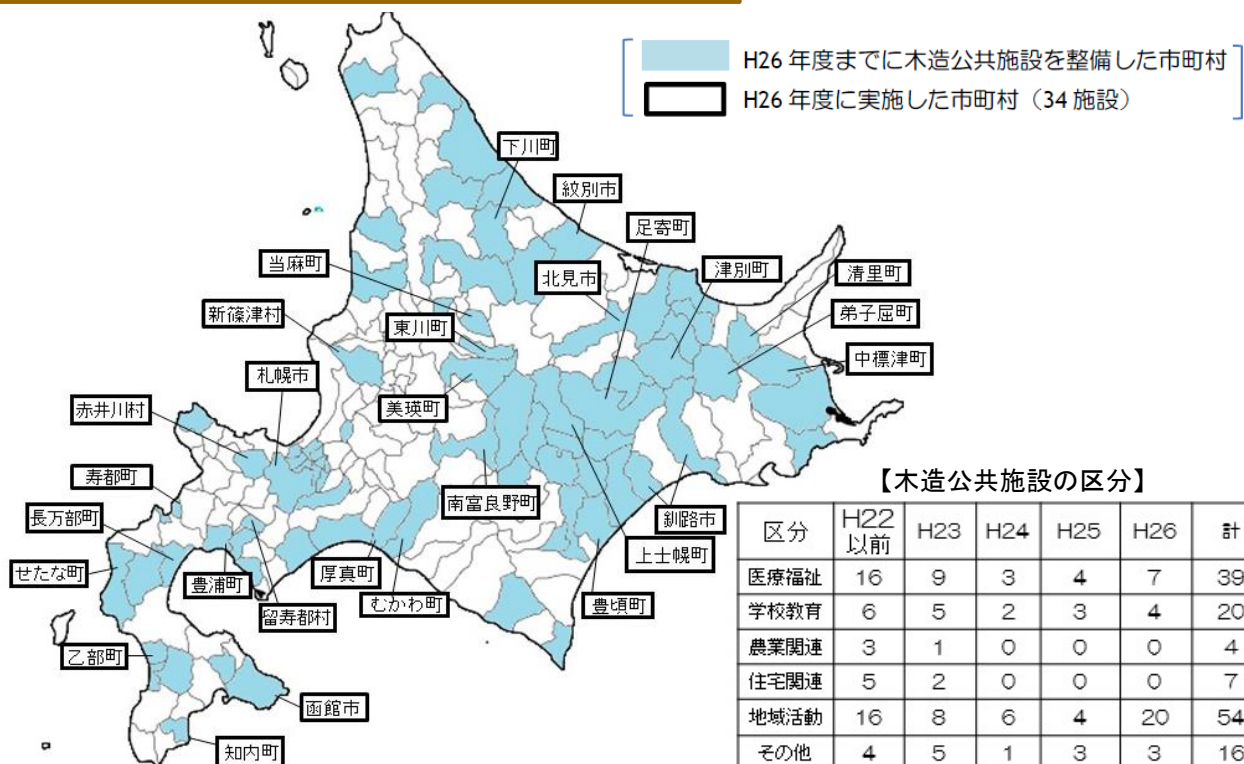 H26 年度までに木造公共施設を整備した市町村
H26 年度に実施した市町村（34 施設）
下川町
紋別市
足寄町
当麻町
北見市
津別町
清里町
新篠津村
東川町
弟子屈町
中標津町
札幌市
美瑛町
赤井川村
寿都町
南富良野町
釧路市
長万部町
上士幌町
せたな町
豊浦町
厚真町
むかわ町
豊頃町
留寿都村
乙部町
函館市
知内町
【木造公共施設の区分】
区分 H22以前 H23 H24 H25 H26 計
医療福祉 16 9 3 4 7 39
学校教育 6 5 2 3 4 20
農業関連 3 1 0 0 0 4
住宅関連 5 2 0 0 0 7
地域活動 16 8 6 4 20 54
その他 4 5 1 3 3 16